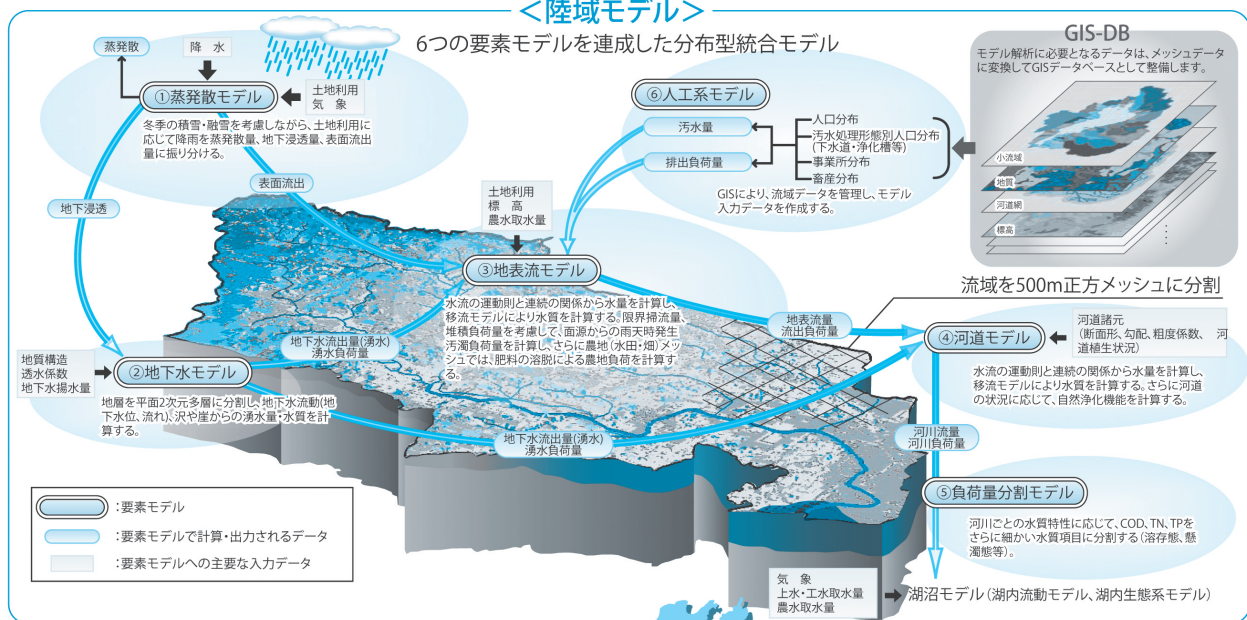 ＜陸域モデル＞
6つの要素モデルを連成した分布型統合モデル
蒸発散
降 水
①蒸発散モデル
土地利用
気 象
冬季の積雪・融雪を考慮しながら、土地利用に
応じて降雨を蒸発散量、地下浸透量、表面流出
量に振り分ける。
地下浸透
表面流出
⑥人工系モデル
汚水量
排出負荷量
人口分布
汚水処理形態別人口分布
(下水道・浄化槽等)
事業所分布
畜産分布
GISにより、流域データを管理し、モデル
入力データを作成する。
GIS-DB
モデル解析に必要となるデータは、メッシュデータ
に変換してGISデータベースとして整備します。
小流域
地質
河道網
標高
流域を500m正方メッシュに分割
土地利用
標 高
農水取水量
③地表流モデル
水流の運動則と連続の関係から水量を計算し、
移流モデルにより水質を計算する。限界掃流量、
堆積負荷量を考慮して、面源からの雨天時発生
汚濁負荷量を計算し、さらに農地(水田・畑)メッ
シュでは、肥料の溶脱による農地負荷を計算す
る。
地質構造
透水係数
地下水揚水量
②地下水モデル
地層を平面2次元多層に分割し、地下水流動(地
下水位、流れ)、沢や崖からの湧水量・水質を計
算する。
地下水流出量(湧水)
湧水負荷量
地下水流出量(湧水)
湧水負荷量
地表流量
流出負荷量
④河道モデル
河道諸元
(断面形、勾配、粗度係数、 河
道植生状況)
水流の運動則と連続の関係から水量を計算し、
移流モデルにより水質を計算する。さらに河道
の状況に応じて、自然浄化機能を計算する。
河川流量
河川負荷量
⑤負荷量分割モデル
河川ごとの水質特性に応じて、COD、TN、TPを
さらに細かい水質項目に分割する(溶存態、懸
濁態等)。
気 象
上水・工水取水量
農水取水量
湖沼モデル(湖内流動モデル、湖内生態系モデル)
:要素モデル
:要素モデルで計算・出力されるデータ
:要素モデルへの主要な入力データ